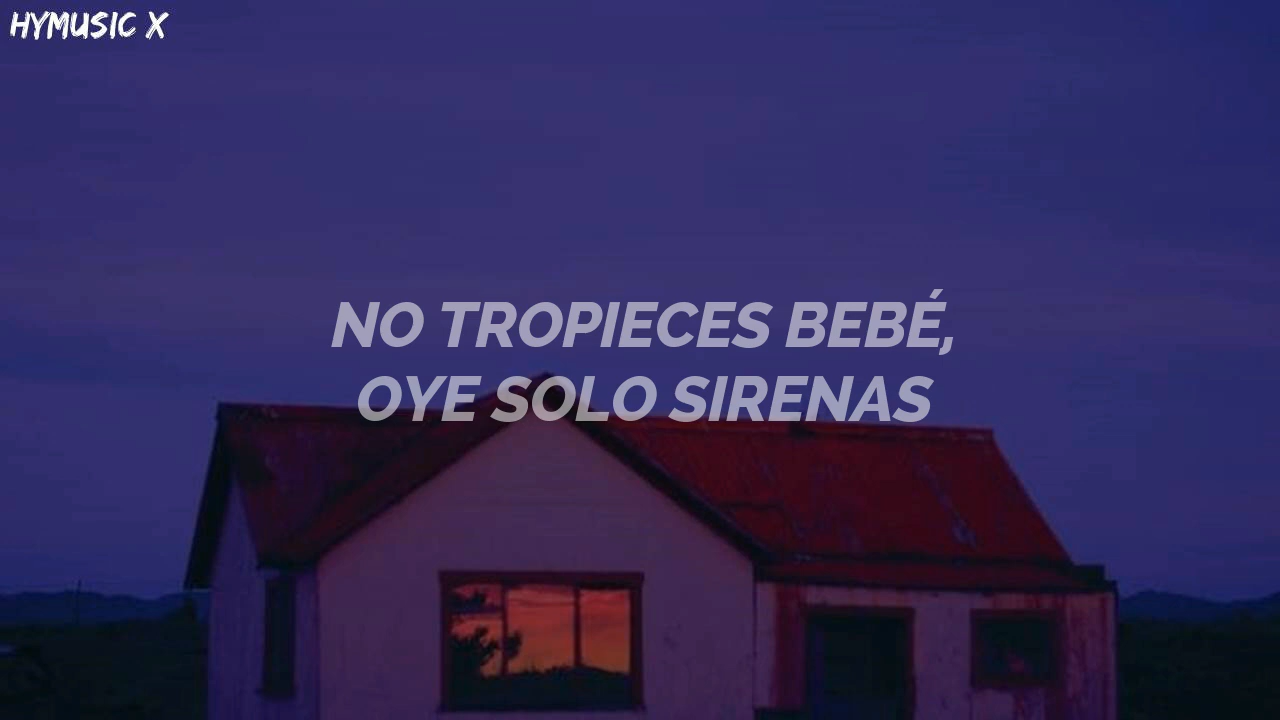 HYMUSIC X
NO TROPIECES BEBÉ,
OYE SOLO SIRENAS